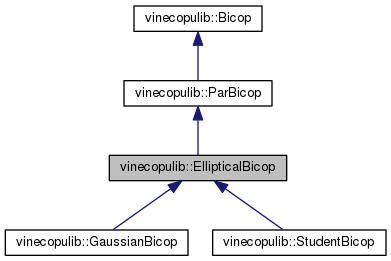 vinecopulib::Bicop
vinecopulib::ParBicop
vinecopulib::EllipticalBicop
vinecopulib::GaussianBicop
vinecopulib::StudentBicop